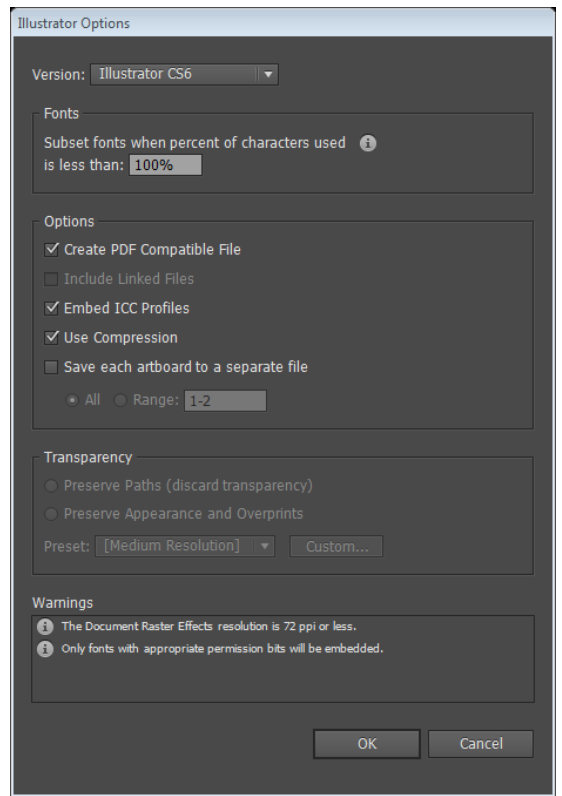 Illustrator Options
Version: Illustrator CS6
Fonts
Subset fonts when percent of characters used
is less than: 100%
Options
Create PDF Compatible File
Include Linked Files
Embed ICC Profiles
Use Compression
Save each artboard to a separate file
All Range: 1-2
Transparency
Preserve Paths (discard transparency)
Preserve Appearance and Overprints
Preset: [Medium Resolution] Custom...
Warnings
The Document Raster Effects resolution is 72 ppi or less.
Only fonts with appropriate permission bits will be embedded.
OK Cancel